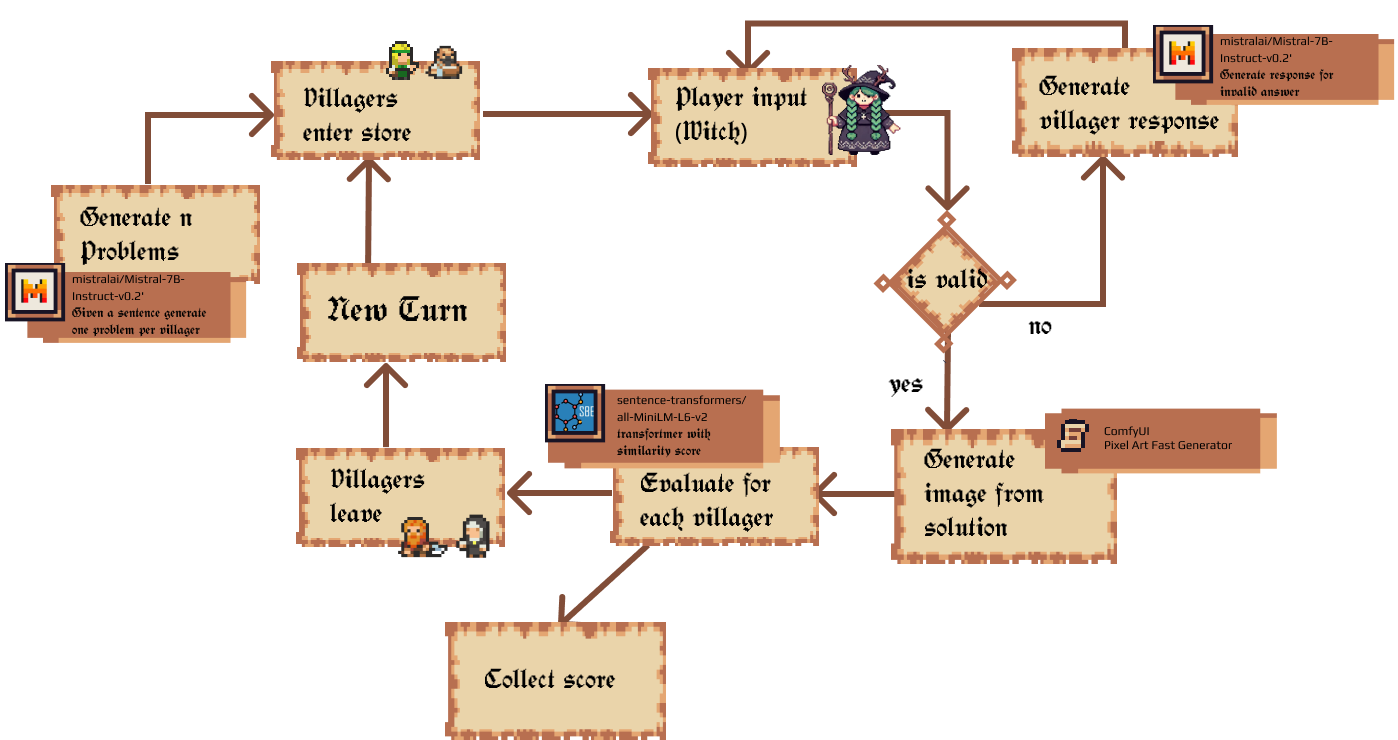 Villagers
enter store
Player input
(Witch)
Generate
villager response
mistralai/Mistral-7B-
Instruct-v0.2'
Generate response for
invalid answer
Generate n
Problems
mistralai/Mistral-7B-
Instruct-v0.2'
Given a sentence generate
one problem per villager
New Turn
is valid
no
yes
sentence-transformers/
all-MiniLM-L6-v2
transfortmer with
similarity score
SBE
Evaluate for
each villager
Generate
image from
solution
ComfyUI
Pixel Art Fast Generator
Villagers
leave
Collect score